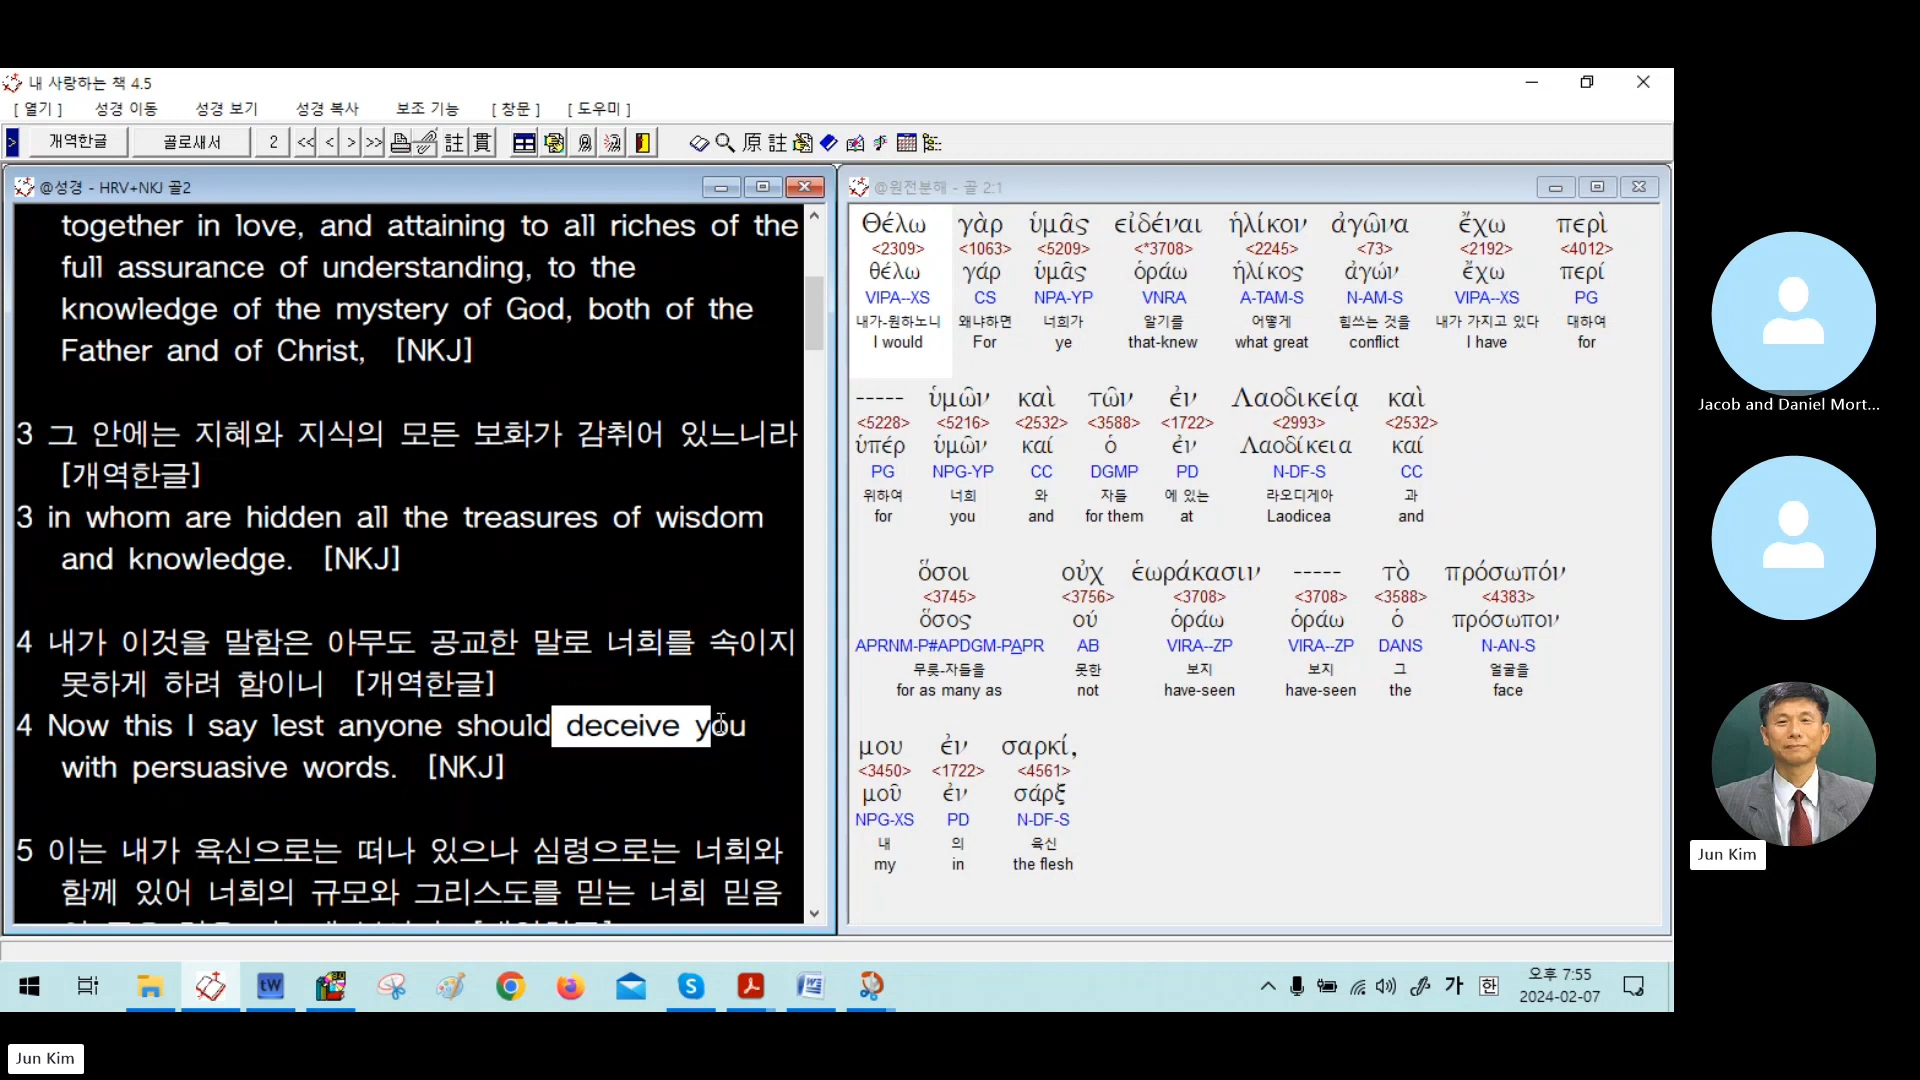 내 사랑하는 책 4.5
[ 열기 ] 성경 이동 성경 보기 성경 복사 보조 기능 [ 창문 ] [ 도우미 ]
> 개역한글 골로새서 2 << < > >> 註 貫 原 註
@성경 - HRV+NKJ 골2
together in love, and attaining to all riches of the
full assurance of understanding, to the
knowledge of the mystery of God, both of the
Father and of Christ, [NKJ]
3 그 안에는 지혜와 지식의 모든 보화가 감취어 있느니라
[개역한글]
3 in whom are hidden all the treasures of wisdom
and knowledge. [NKJ]
4 내가 이것을 말함은 아무도 공교한 말로 너희를 속이지
못하게 하려 함이니 [개역한글]
4 Now this I say lest anyone should deceive you
with persuasive words. [NKJ]
5 이는 내가 육신으로는 떠나 있으나 심령으로는 너희와
함께 있어 너희의 규모와 그리스도를 믿는 너희 믿음
@원전분해 - 골 2:1
Θέλω γὰρ ὑμᾶς εἰδέναι ἡλίκον ἀγῶνα ἔχω περὶ
<2309> <1063> <5209> <*3708> <2245> <73> <2192> <4012>
θέλω γάρ ὑμᾶς ὁράω ἡλίκος ἀγών ἔχω περί
VIPA--XS CS NPA-YP VNRA A-TAM-S N-AM-S VIPA--XS PG
내가-원하노니 왜냐하면 너희가 알기를 어떻게 힘쓰는 것을 내가 가지고 있다 대하여
I would For ye that-knew what great conflict I have for
----- ὑμῶν καὶ τῶν ἐν Λαοδικείᾳ καὶ
<5228> <5216> <2532> <3588> <1722> <2993> <2532>
ὑπέρ ὑμῶν καί ὁ ἐν Λαοδίκεια καί
PG NPG-YP CC DGMP PD N-DF-S CC
위하여 너희 와 자들 에 있는 라오디게아 과
for you and for them at Laodicea and
ὅσοι οὐχ ἑωράκασιν ----- τὸ πρόσωπόν
<3745> <3756> <3708> <3708> <3588> <4383>
ὅσος οὐ ὁράω ὁράω ὁ πρόσωπον
APRNM-P#APDGM-PAPR AB VIRA--ZP VIRA--ZP DANS N-AN-S
무릇-자들을 못한 보지 보지 그 얼굴을
for as many as not have-seen have-seen the face
μου ἐν σαρκί,
<3450> <1722> <4561>
μοῦ ἐν σάρξ
NPG-XS PD N-DF-S
내 의 육신
my in the flesh
Jacob and Daniel Mort...
Jun Kim
tW S W 가 한
오후 7:55
2024-02-07
Jun Kim